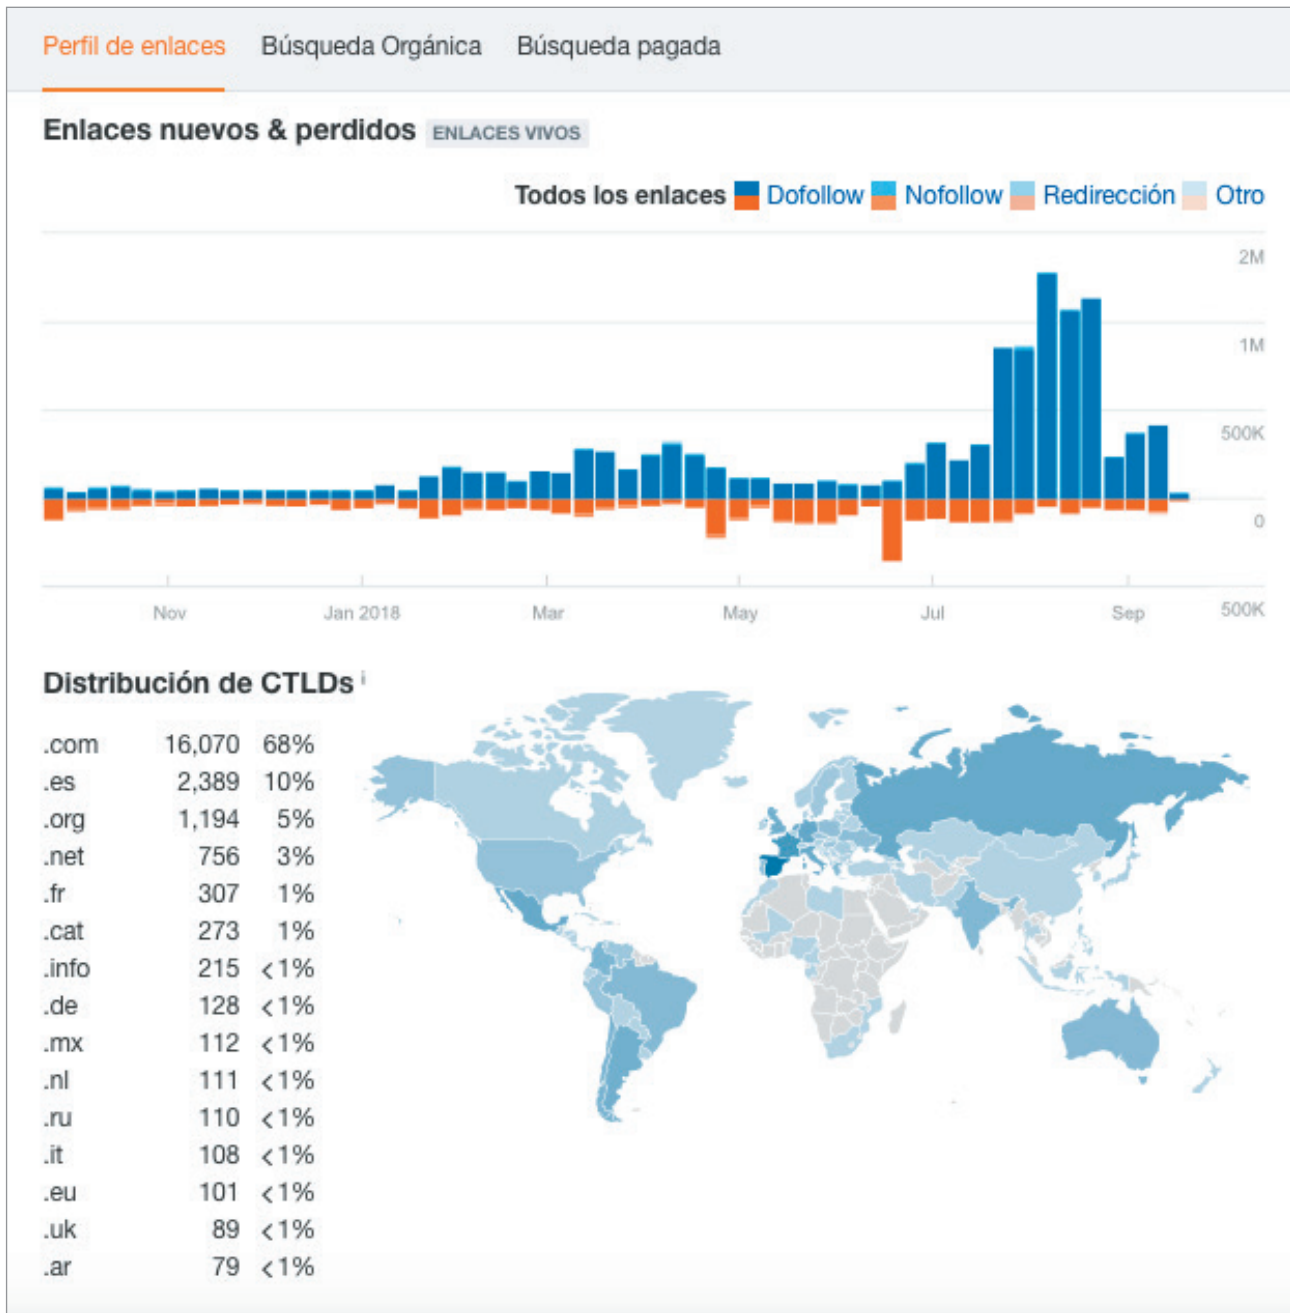 Perfil de enlaces Búsqueda Orgánica Búsqueda pagada
Enlaces nuevos & perdidos ENLACES VIVOS
Todos los enlaces Dofollow Nofollow Redirección Otro
2M
1M
500K
0
500K
Nov Jan 2018 Mar May Jul Sep
Distribución de CTLDs i
.com 16,070 68%
.es 2,389 10%
.org 1,194 5%
.net 756 3%
.fr 307 1%
.cat 273 1%
.info 215 <1%
.de 128 <1%
.mx 112 <1%
.nl 111 <1%
.ru 110 <1%
.it 108 <1%
.eu 101 <1%
.uk 89 <1%
.ar 79 <1%